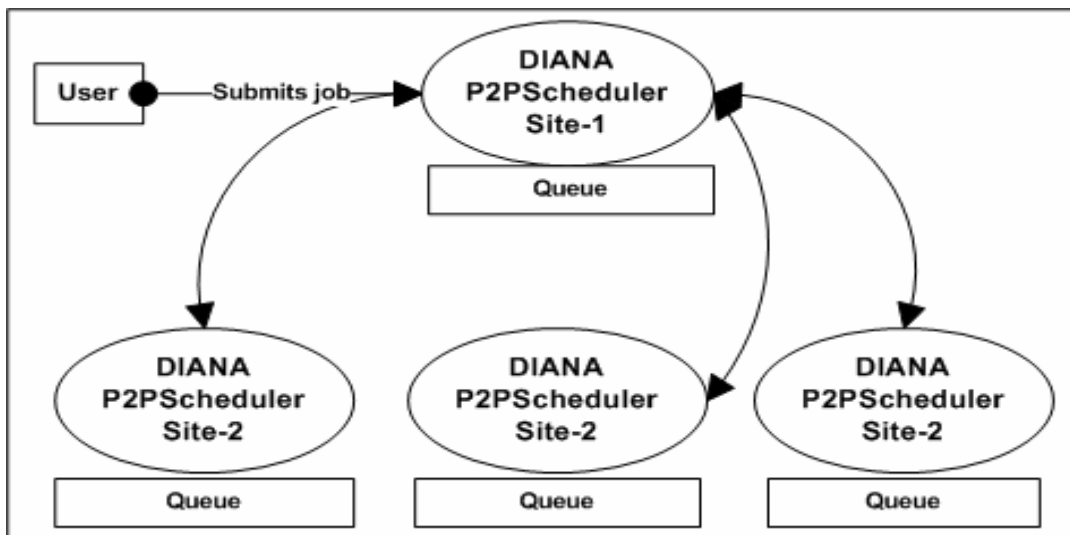 User
Submits job
DIANA
P2PScheduler
Site-1
Queue
DIANA
P2PScheduler
Site-2
Queue
DIANA
P2PScheduler
Site-2
Queue
DIANA
P2PScheduler
Site-2
Queue